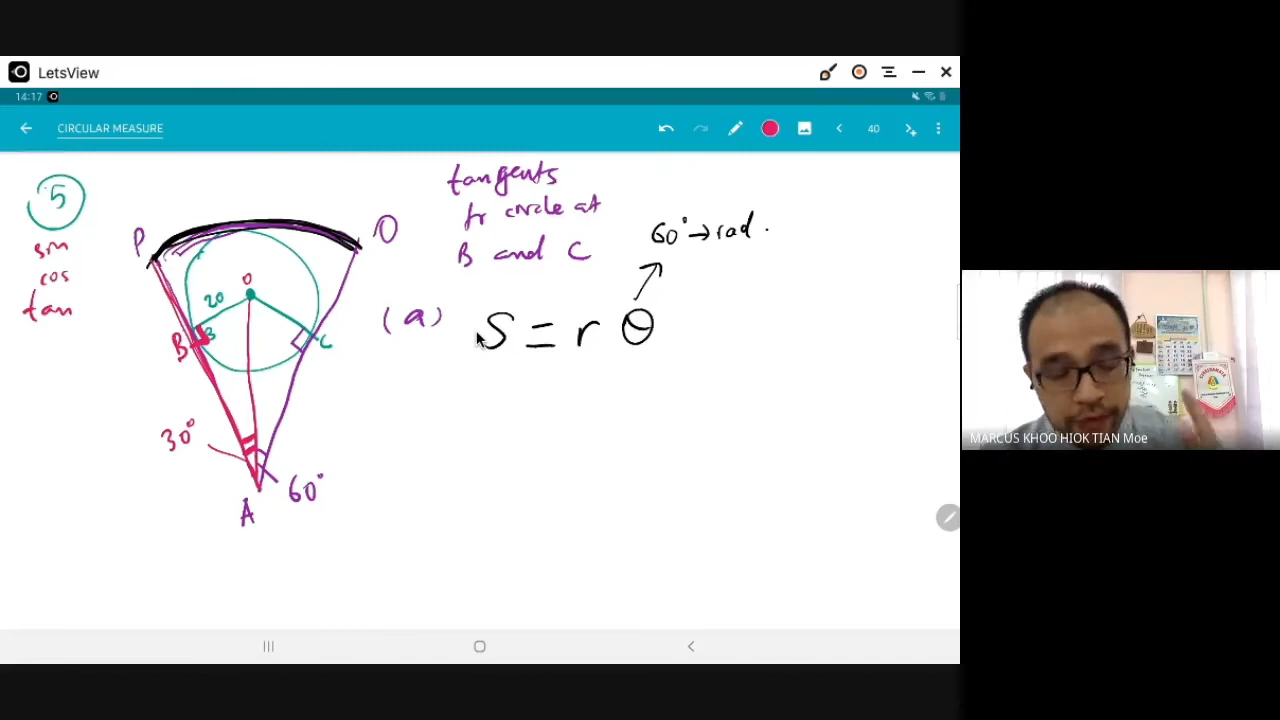 LetsView
14:17
CIRCULAR MEASURE
40
5
sin
cos
tan
tangents
to circle at
B and C
60° → rad.
P
Q
O
20
B
C
(a) S = r θ
30°
60°
A
MARCUS KHOO HIOK TIAN Moe